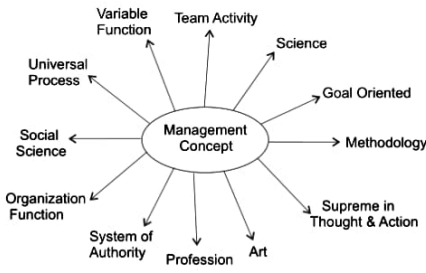 Variable
Function
Team Activity
Science
Universal
Process
Goal Oriented
Management
Concept
Social
Science
Methodology
Organization
Function
Supreme in
Thought & Action
System of
Authority
Profession
Art